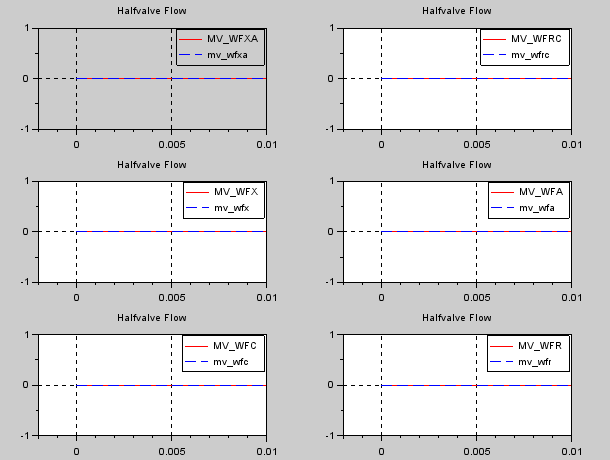 Halfvalve Flow
Halfvalve Flow
1
MV_WFXA
mv_wfxa
0
-1
0
0.005
0.01
1
MV_WFRC
mv_wfrc
0
-1
0
0.005
0.01
Halfvalve Flow
Halfvalve Flow
1
MV_WFX
mv_wfx
0
-1
0
0.005
0.01
1
MV_WFA
mv_wfa
0
-1
0
0.005
0.01
Halfvalve Flow
Halfvalve Flow
1
MV_WFC
mv_wfc
0
-1
0
0.005
0.01
1
MV_WFR
mv_wfr
0
-1
0
0.005
0.01